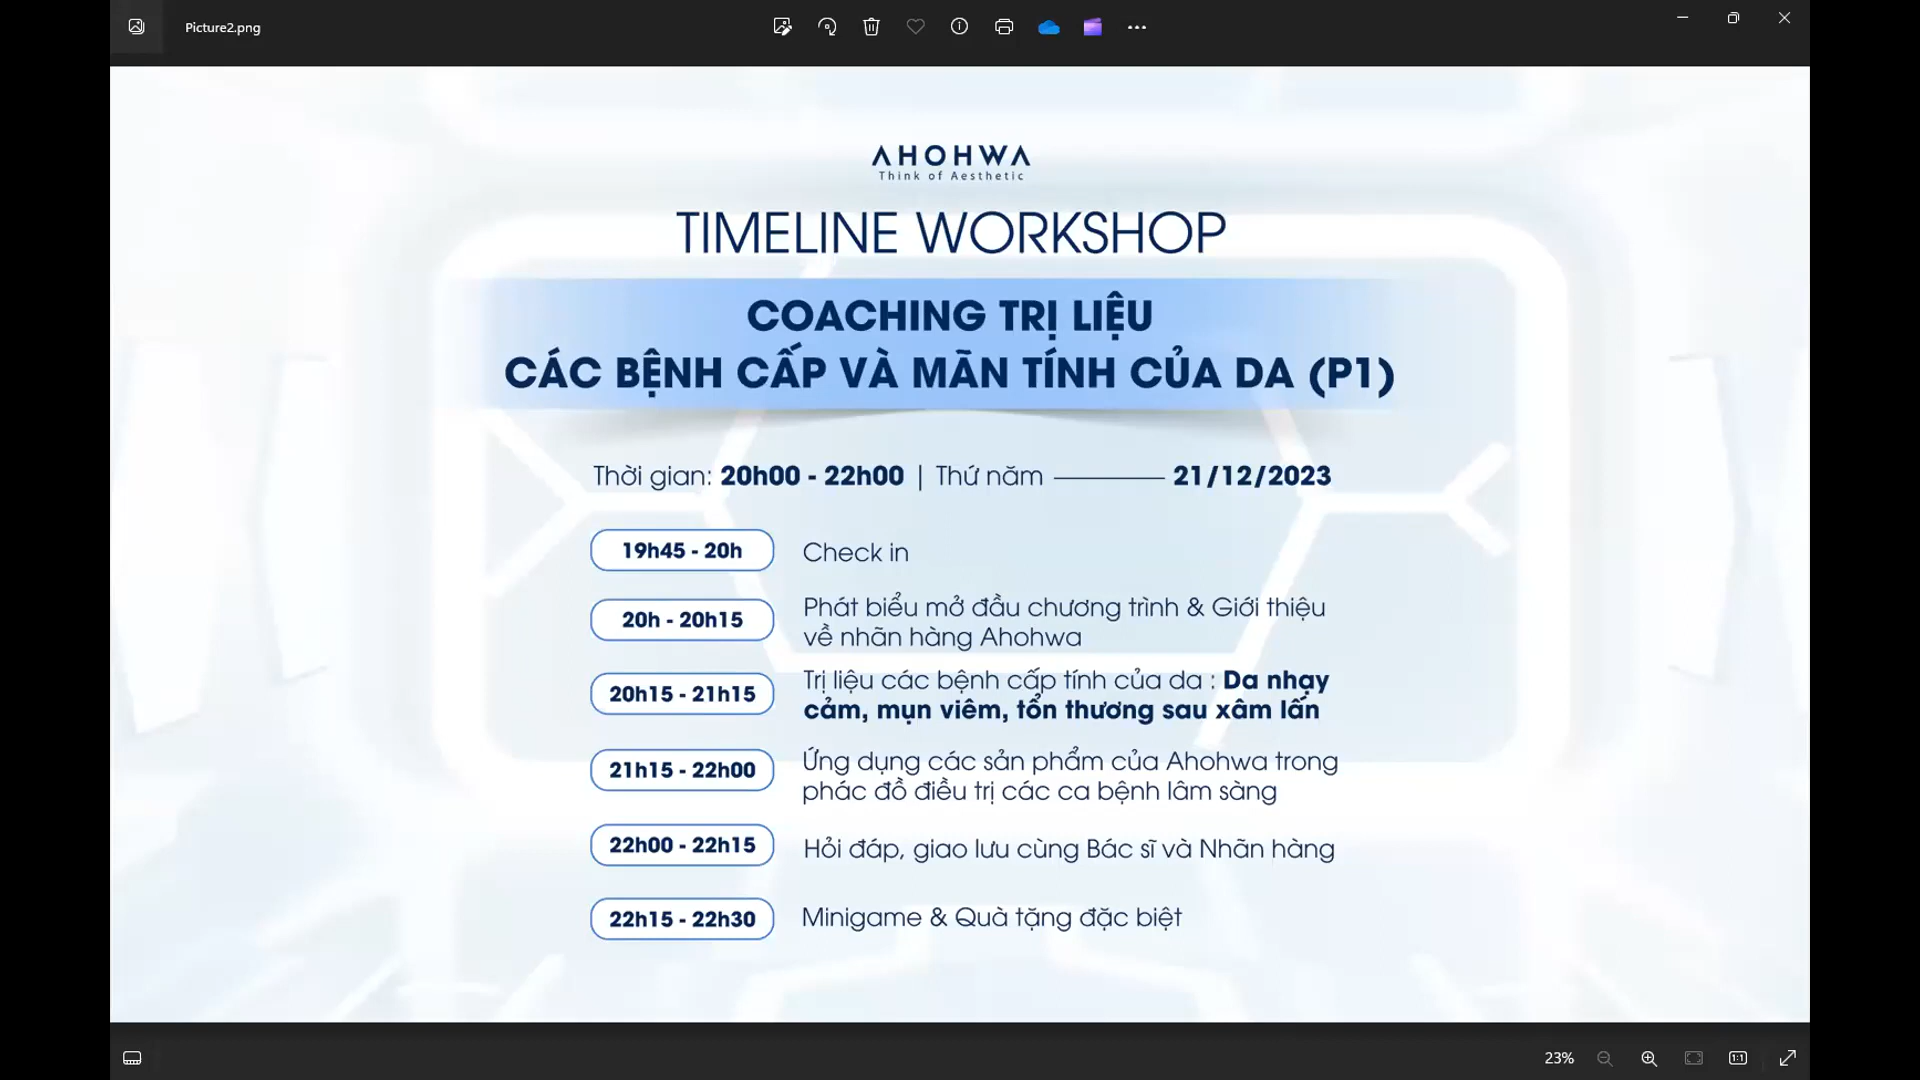 Picture2.png
AHOHWA
Think of Aesthetic
TIMELINE WORKSHOP
COACHING TRỊ LIỆU
CÁC BỆNH CẤP VÀ MÃN TÍNH CỦA DA (P1)
Thời gian: 20h00 - 22h00 | Thứ năm 21/12/2023
19h45 - 20h
Check in
20h - 20h15
Phát biểu mở đầu chương trình & Giới thiệu
về nhãn hàng Ahohwa
20h15 - 21h15
Trị liệu các bệnh cấp tính của da : Da nhạy
cảm, mụn viêm, tổn thương sau xâm lấn
21h15 - 22h00
Ứng dụng các sản phẩm của Ahohwa trong
phác đồ điều trị các ca bệnh lâm sàng
22h00 - 22h15
Hỏi đáp, giao lưu cùng Bác sĩ và Nhãn hàng
22h15 - 22h30
Minigame & Quà tặng đặc biệt
23%